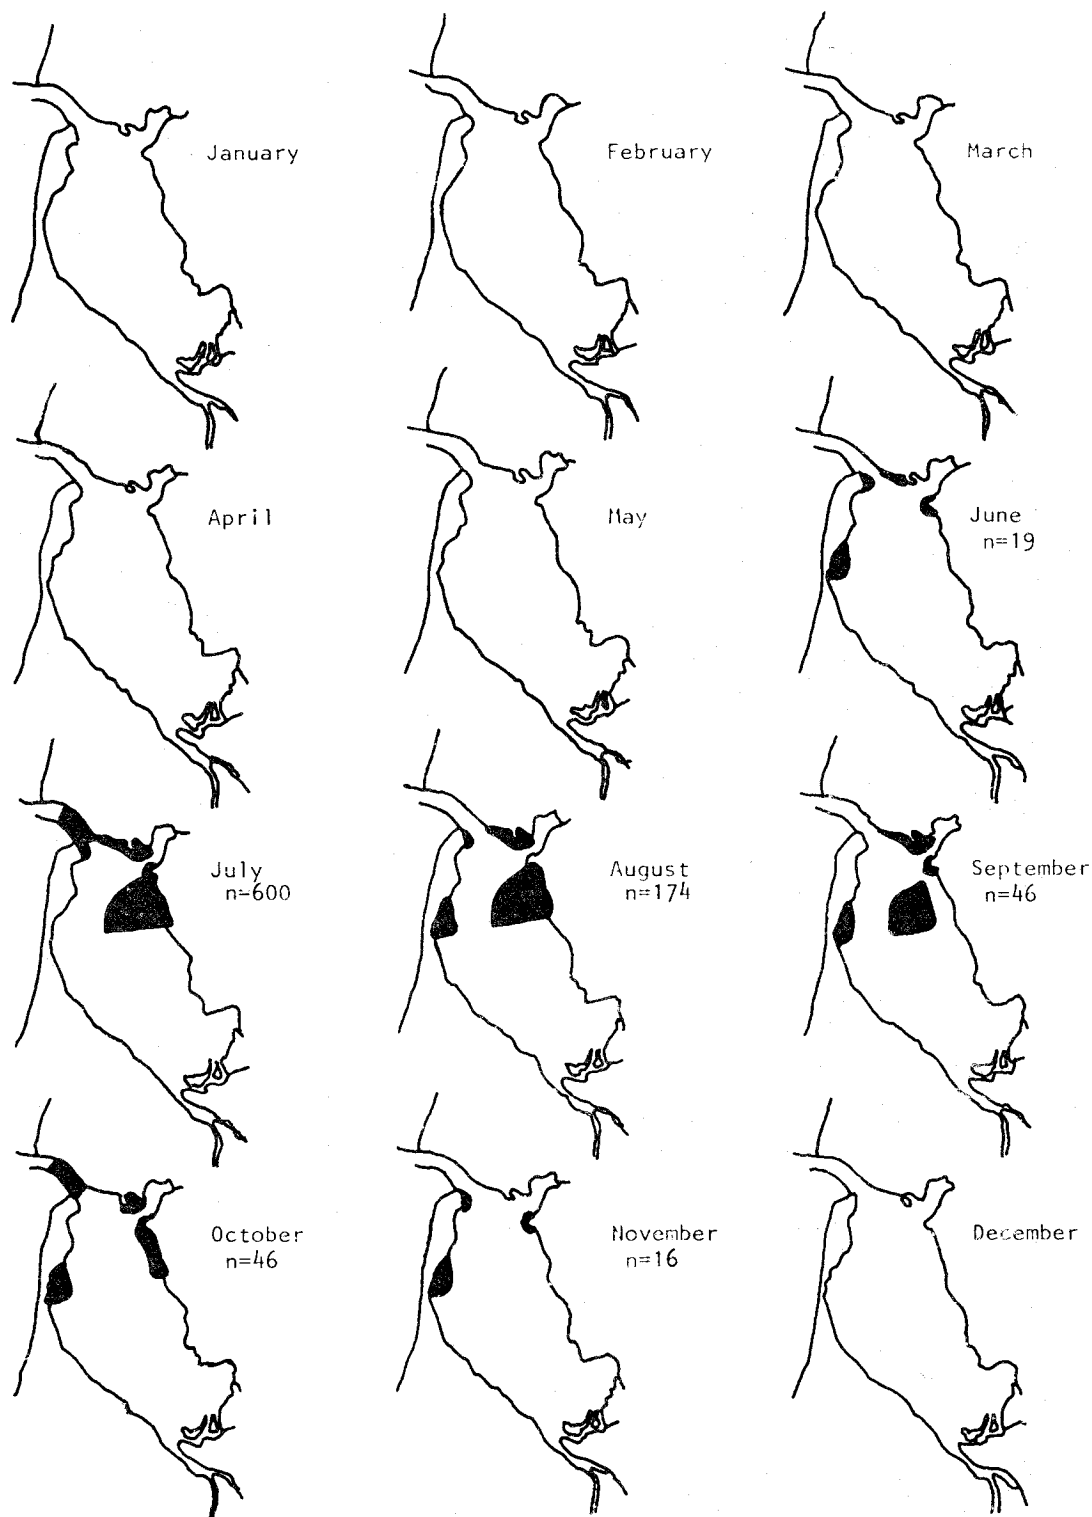 January
February
March
April
May
June
n=19
July
n=600
August
n=174
September
n=46
October
n=46
November
n=16
December